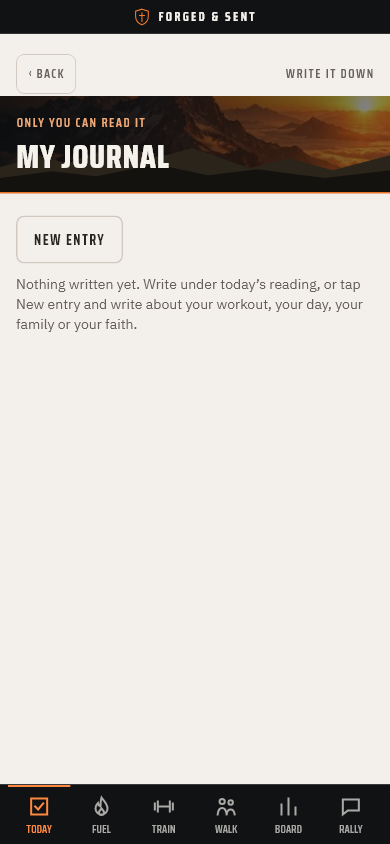 FORGED & SENT
‹ BACK
WRITE IT DOWN
ONLY YOU CAN READ IT
MY JOURNAL
NEW ENTRY
Nothing written yet. Write under today’s reading, or tap
New entry and write about your workout, your day, your
family or your faith.
TODAY
FUEL
TRAIN
WALK
BOARD
RALLY